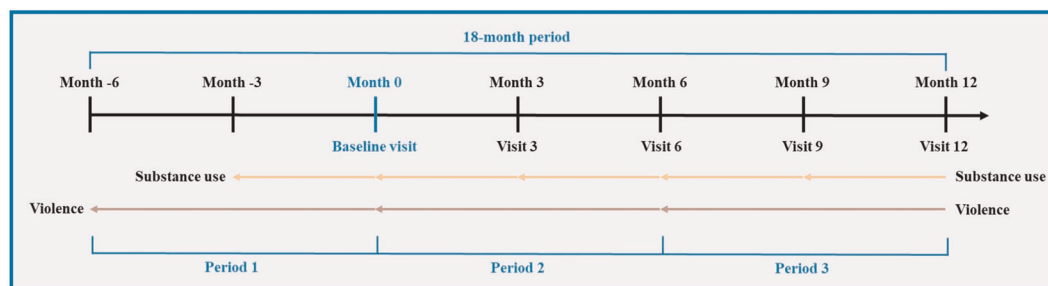 18-month period
Month -6 Month -3 Month 0 Month 3 Month 6 Month 9 Month 12
Baseline visit Visit 3 Visit 6 Visit 9 Visit 12
Substance use Substance use
Violence Violence
Period 1 Period 2 Period 3